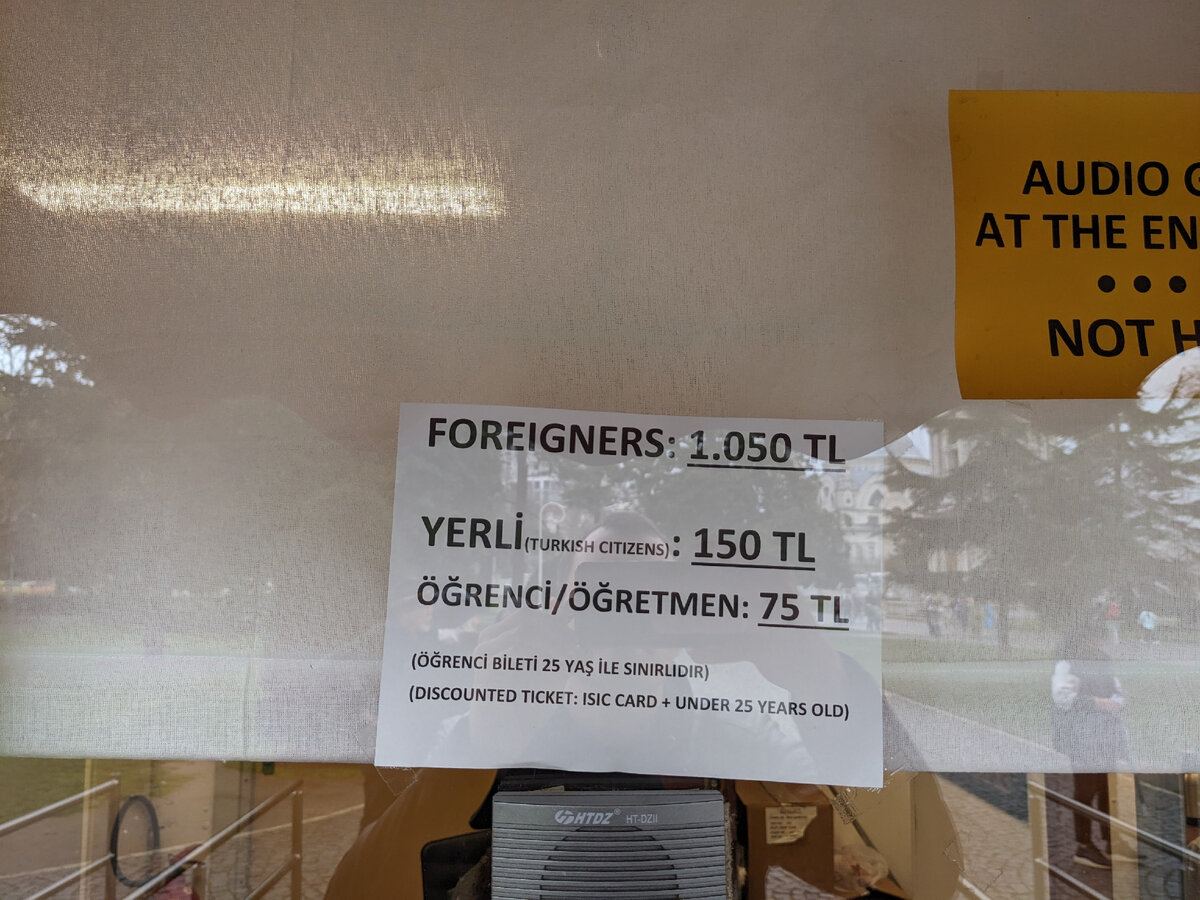 AUDIO
AT THE
• • •
NOT
FOREIGNERS: 1.050 TL
YERLİ(TURKISH CITIZENS): 150 TL
ÖĞRENCİ/ÖĞRETMEN: 75 TL
(ÖĞRENCİ BİLETİ 25 YAŞ İLE SINIRLIDIR)
(DISCOUNTED TICKET: ISIC CARD + UNDER 25 YEARS OLD)
HTDZ® HT-DZII